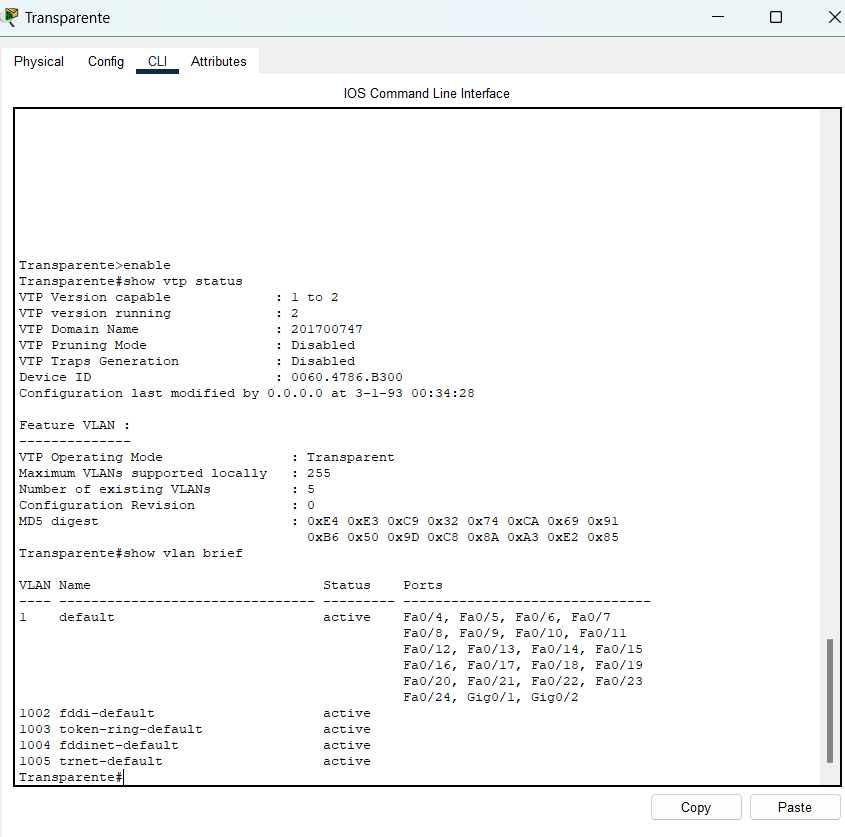 Transparente
Physical Config CLI Attributes
IOS Command Line Interface
Transparente>enable
Transparente#show vtp status
VTP Version capable             : 1 to 2
VTP version running             : 2
VTP Domain Name                 : 201700747
VTP Pruning Mode                : Disabled
VTP Traps Generation            : Disabled
Device ID                       : 0060.4786.B300
Configuration last modified by 0.0.0.0 at 3-1-93 00:34:28
Feature VLAN :
--------------
VTP Operating Mode                : Transparent
Maximum VLANs supported locally   : 255
Number of existing VLANs          : 5
Configuration Revision            : 0
MD5 digest                        : 0xE4 0xE3 0xC9 0x32 0x74 0xCA 0x69 0x91
                                    0xB6 0x50 0x9D 0xC8 0x8A 0xA3 0xE2 0x85
Transparente#show vlan brief
VLAN Name                             Status    Ports
---- -------------------------------- --------- -------------------------------
1    default                          active    Fa0/4, Fa0/5, Fa0/6, Fa0/7
                                                Fa0/8, Fa0/9, Fa0/10, Fa0/11
                                                Fa0/12, Fa0/13, Fa0/14, Fa0/15
                                                Fa0/16, Fa0/17, Fa0/18, Fa0/19
                                                Fa0/20, Fa0/21, Fa0/22, Fa0/23
                                                Fa0/24, Gig0/1, Gig0/2
1002 fddi-default                     active
1003 token-ring-default               active
1004 fddinet-default                  active
1005 trnet-default                    active
Transparente#
Copy Paste